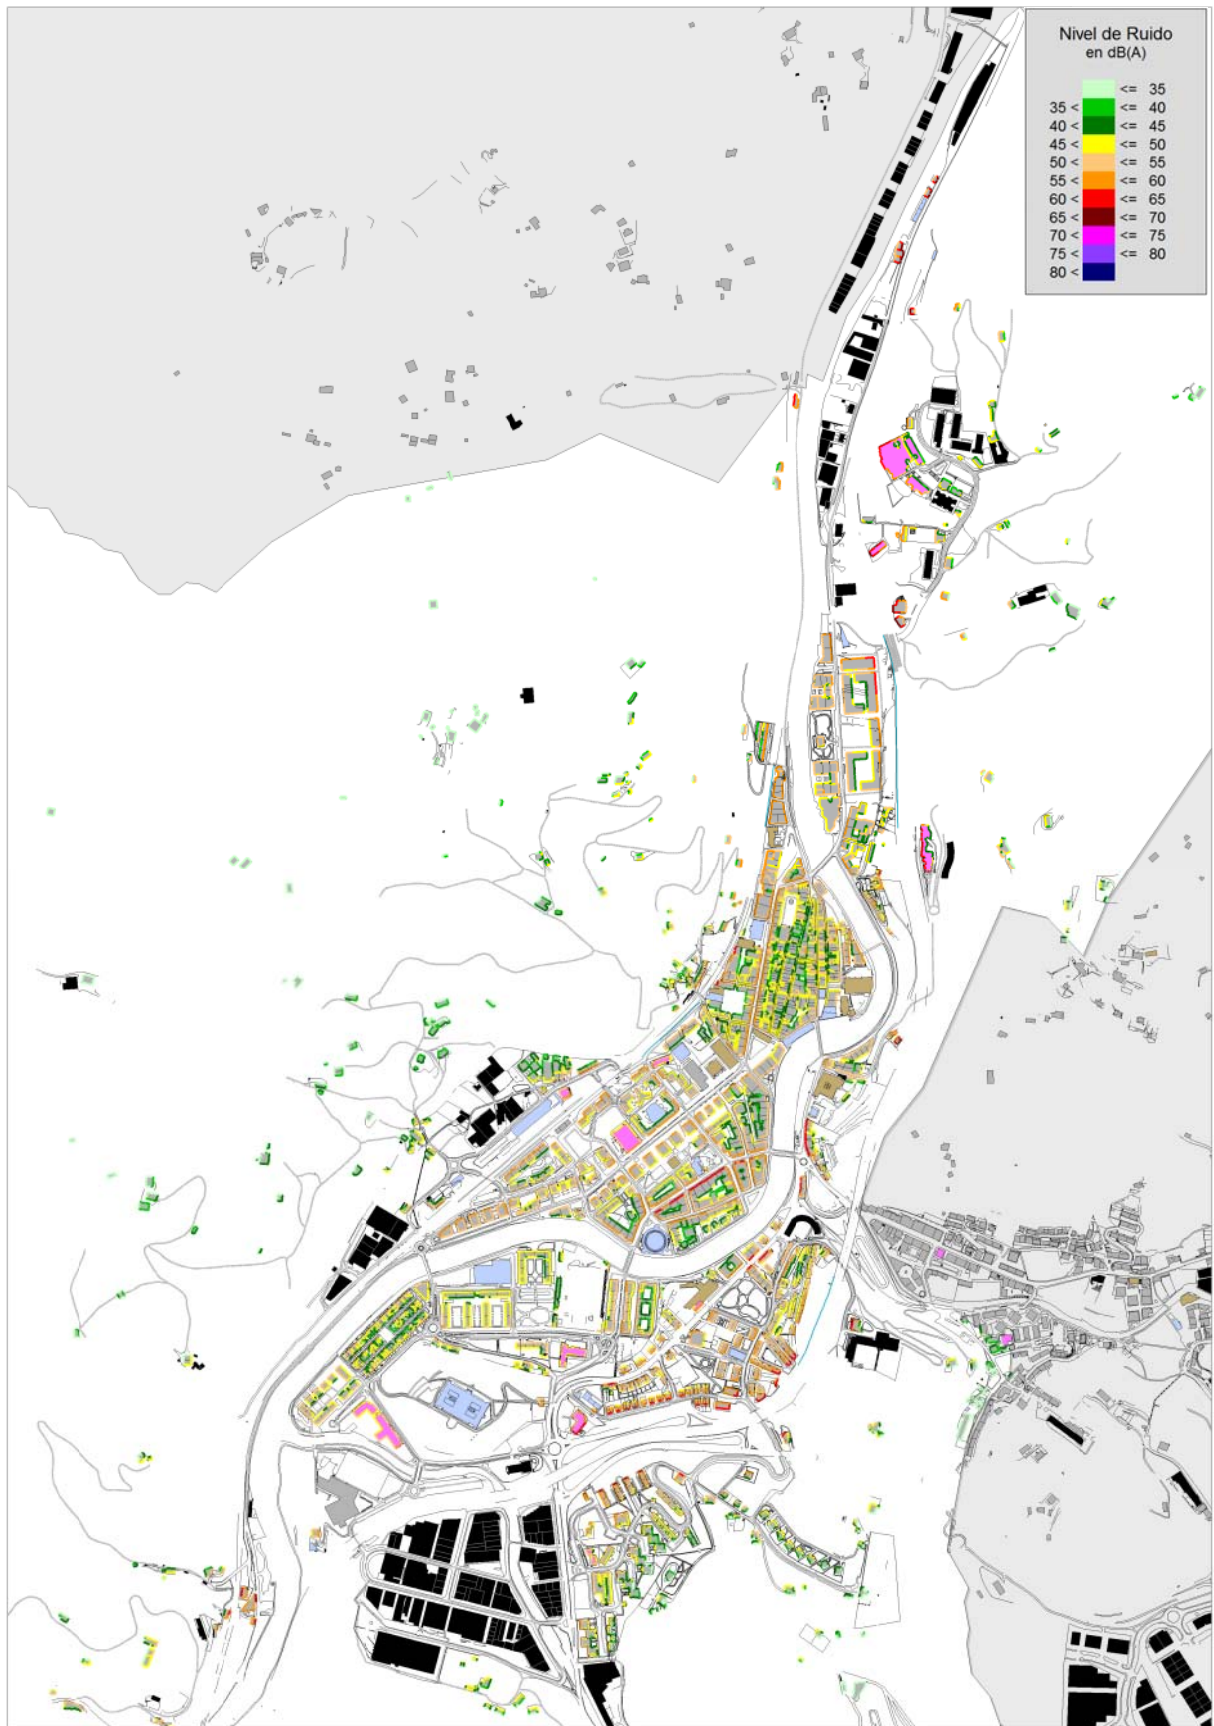 Nivel de Ruido
en dB(A)
<= 35
35 < <= 40
40 < <= 45
45 < <= 50
50 < <= 55
55 < <= 60
60 < <= 65
65 < <= 70
70 < <= 75
75 < <= 80
80 <